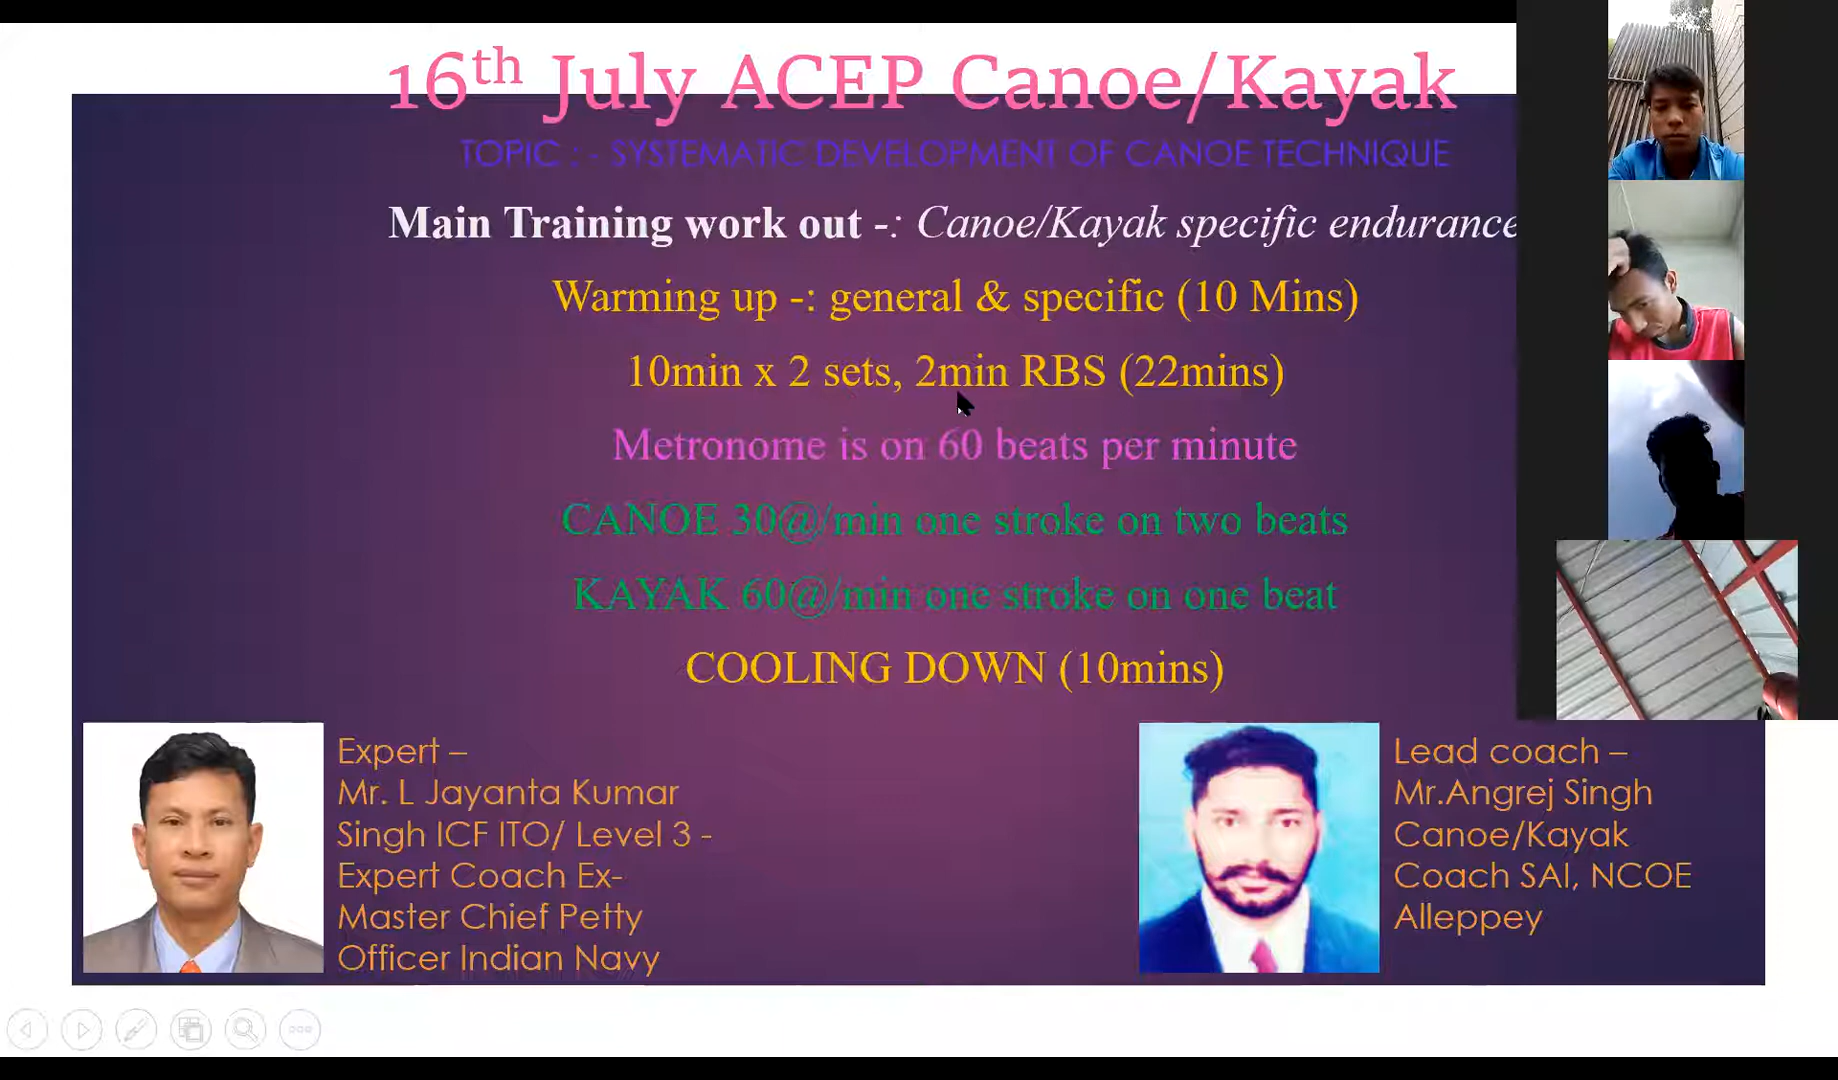 16th July ACEP Canoe/Kayak
TOPIC : - SYSTEMATIC DEVELOPMENT OF CANOE TECHNIQUE
Main Training work out -: Canoe/Kayak specific endurance
Warming up -: general & specific (10 Mins)
10min x 2 sets, 2min RBS (22mins)
Metronome is on 60 beats per minute
CANOE 30@/min one stroke on two beats
KAYAK 60@/min one stroke on one beat
COOLING DOWN (10mins)
Expert –
Mr. L Jayanta Kumar
Singh ICF ITO/ Level 3 -
Expert Coach Ex-
Master Chief Petty
Officer Indian Navy
Lead coach –
Mr.Angrej Singh
Canoe/Kayak
Coach SAI, NCOE
Alleppey